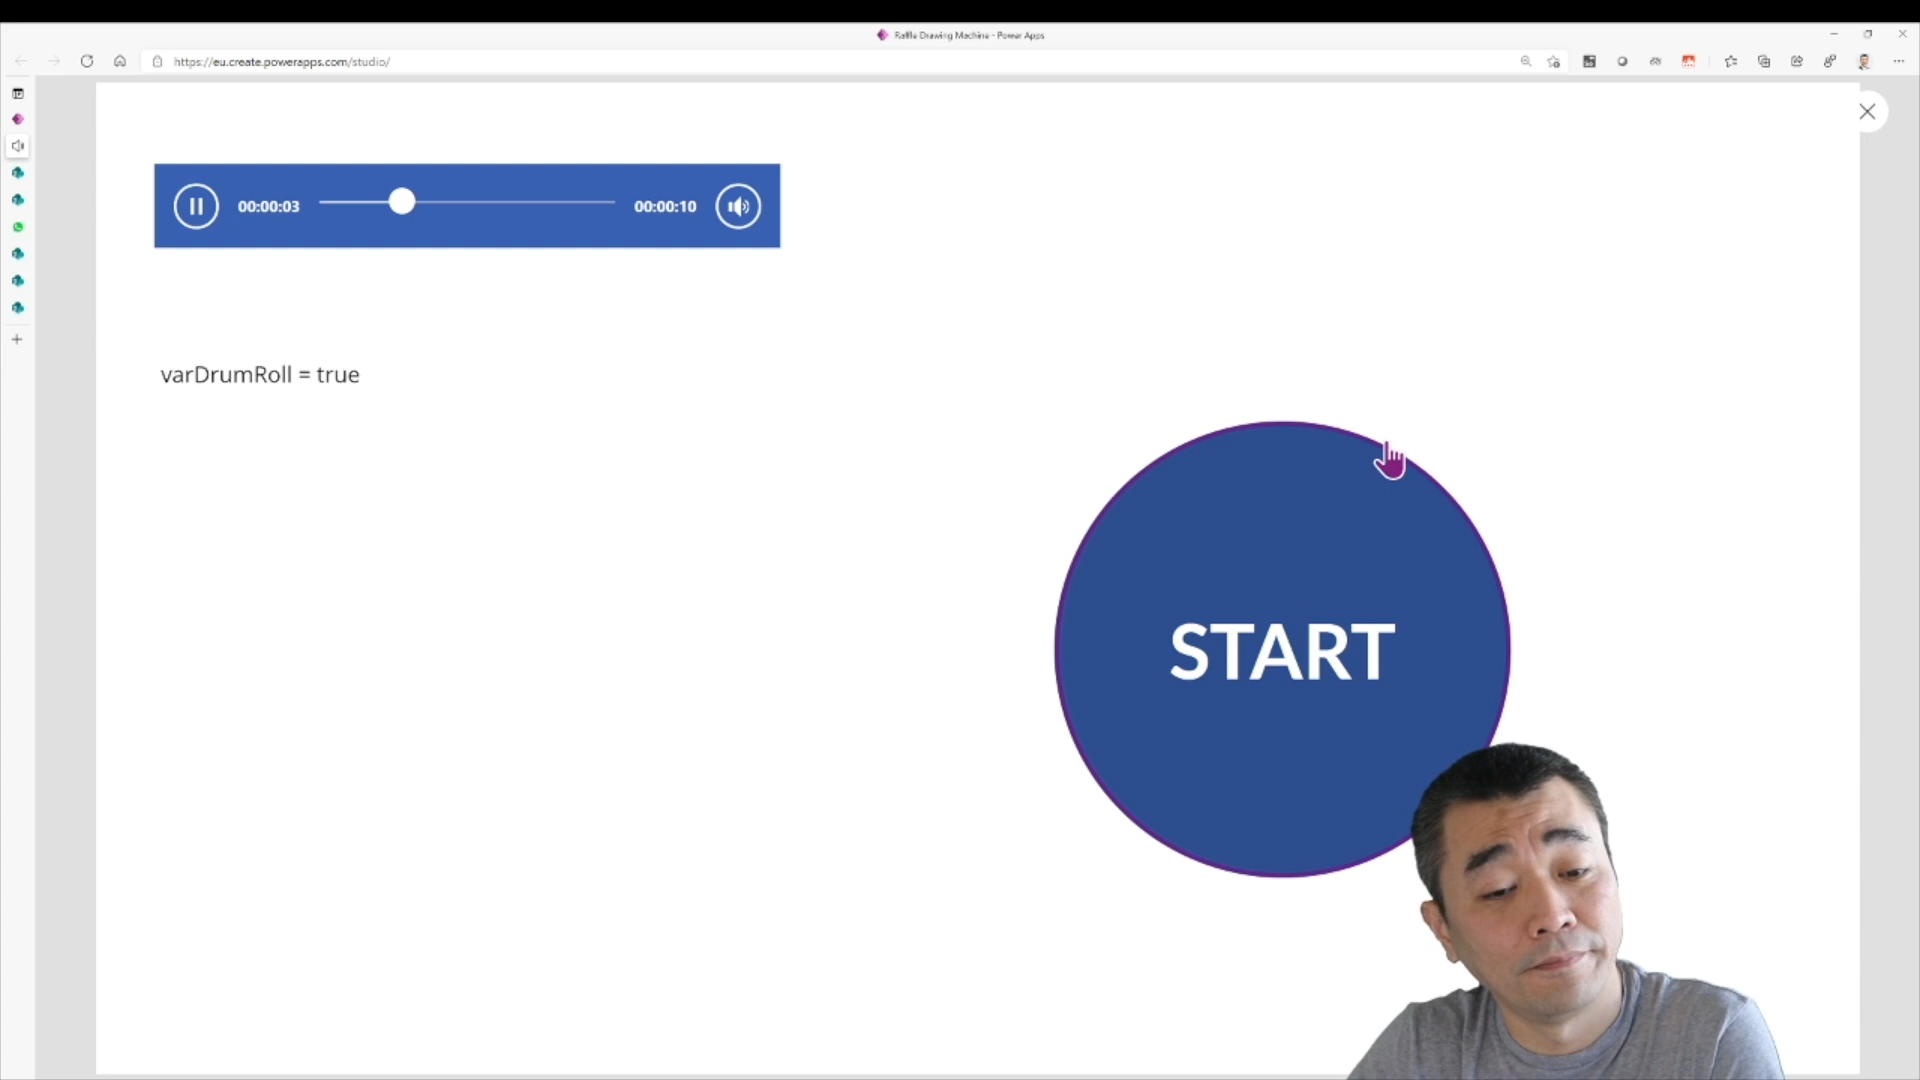 Raffle Drawing Machine - Power Apps
https://eu.create.powerapps.com/studio/
00:00:03
00:00:10
varDrumRoll = true
START